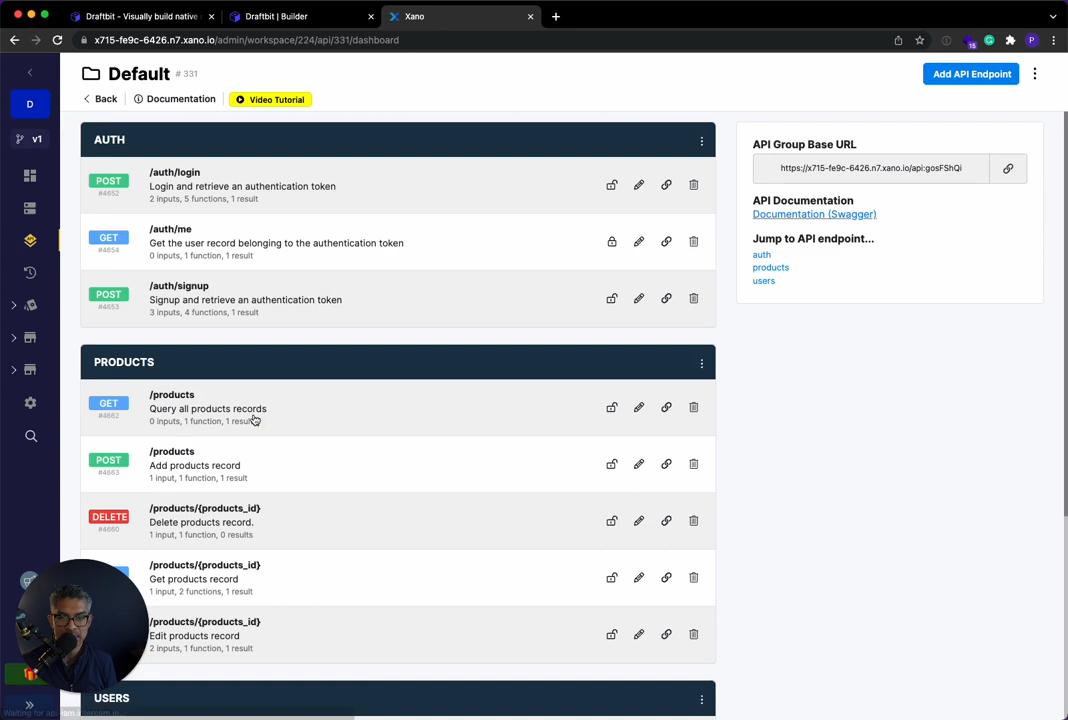 Draftbit - Visually build native
Draftbit | Builder
Xano
x715-fe9c-6426.n7.xano.io/admin/workspace/224/api/331/dashboard
15
P
D
Default # 331
Add API Endpoint
Back
Documentation
Video Tutorial
v1
AUTH
POST
#4652
/auth/login
Login and retrieve an authentication token
2 inputs, 5 functions, 1 result
GET
#4654
/auth/me
Get the user record belonging to the authentication token
0 inputs, 1 function, 1 result
POST
#4653
/auth/signup
Signup and retrieve an authentication token
3 inputs, 4 functions, 1 result
PRODUCTS
GET
#4662
/products
Query all products records
0 inputs, 1 function, 1 result
POST
#4663
/products
Add products record
1 input, 1 function, 1 result
DELETE
#4660
/products/{products_id}
Delete products record.
1 input, 1 function, 0 results
/products/{products_id}
Get products record
1 input, 2 functions, 1 result
/products/{products_id}
Edit products record
2 inputs, 1 function, 1 result
USERS
API Group Base URL
https://x715-fe9c-6426.n7.xano.io/api:gosFShQi
API Documentation
Documentation (Swagger)
Jump to API endpoint...
auth
products
users